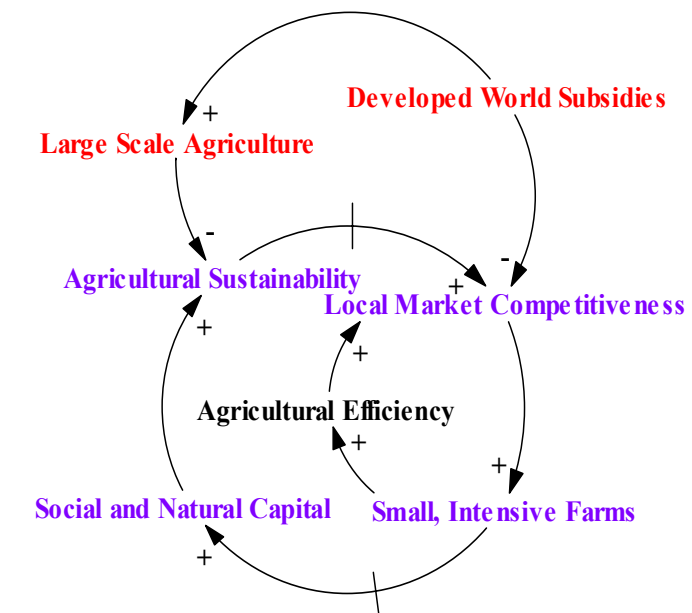 Developed World Subsidies
+
Large Scale Agriculture
-
-
Agricultural Sustainability
+
Local Market Competitiveness
+
+
Agricultural Efficiency
+
+
Social and Natural Capital
Small, Intensive Farms
+